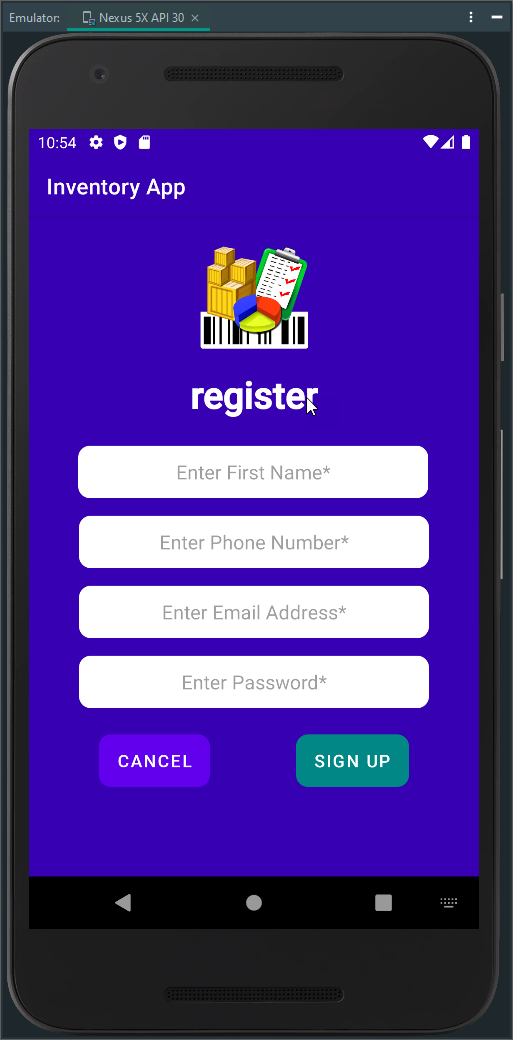 Emulator: Nexus 5X API 30
10:54
Inventory App
register
Enter First Name*
Enter Phone Number*
Enter Email Address*
Enter Password*
CANCEL SIGN UP